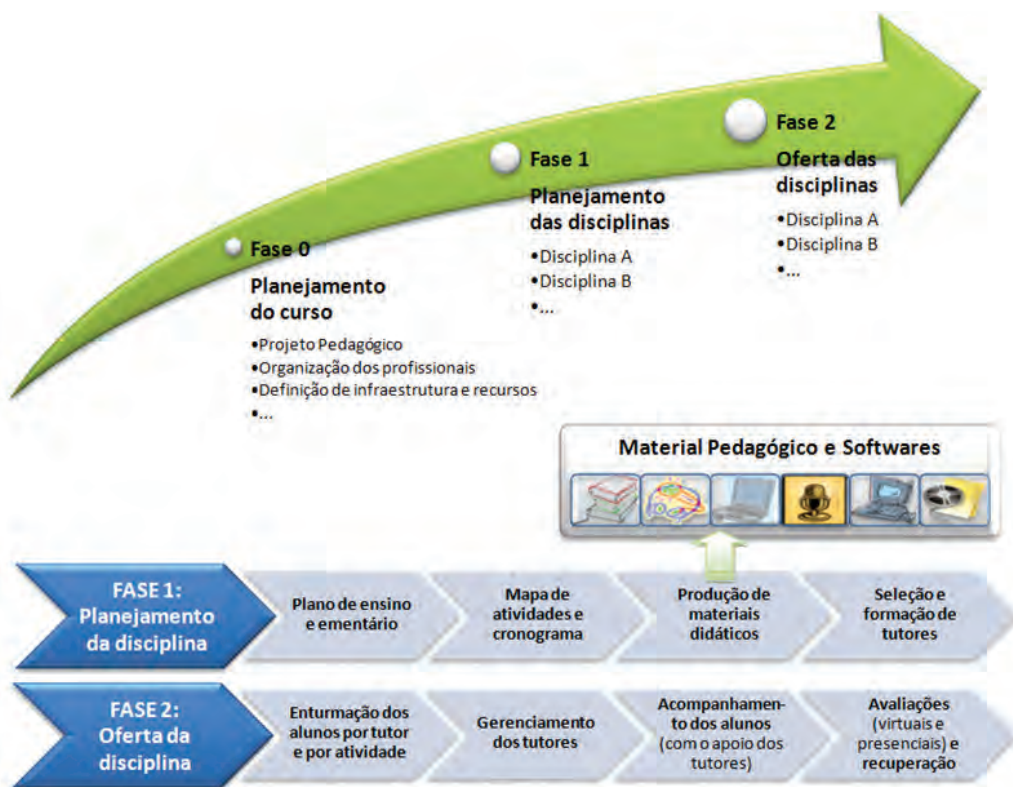 Fase 0
Planejamento
do curso
•Projeto Pedagógico
•Organização dos profissionais
•Definição de infraestrutura e recursos
•...
Fase 1
Planejamento
das disciplinas
•Disciplina A
•Disciplina B
•...
Fase 2
Oferta das
disciplinas
•Disciplina A
•Disciplina B
•...
Material Pedagógico e Softwares
FASE 1:
Planejamento
da disciplina
Plano de ensino
e ementário
Mapa de
atividades e
cronograma
Produção de
materiais
didáticos
Seleção e
formação de
tutores
FASE 2:
Oferta da
disciplina
Enturmação dos
alunos por tutor
e por atividade
Gerenciamento
dos tutores
Acompanhamen-
to dos alunos
(com o apoio dos
tutores)
Avaliações
(virtuais e
presenciais) e
recuperação